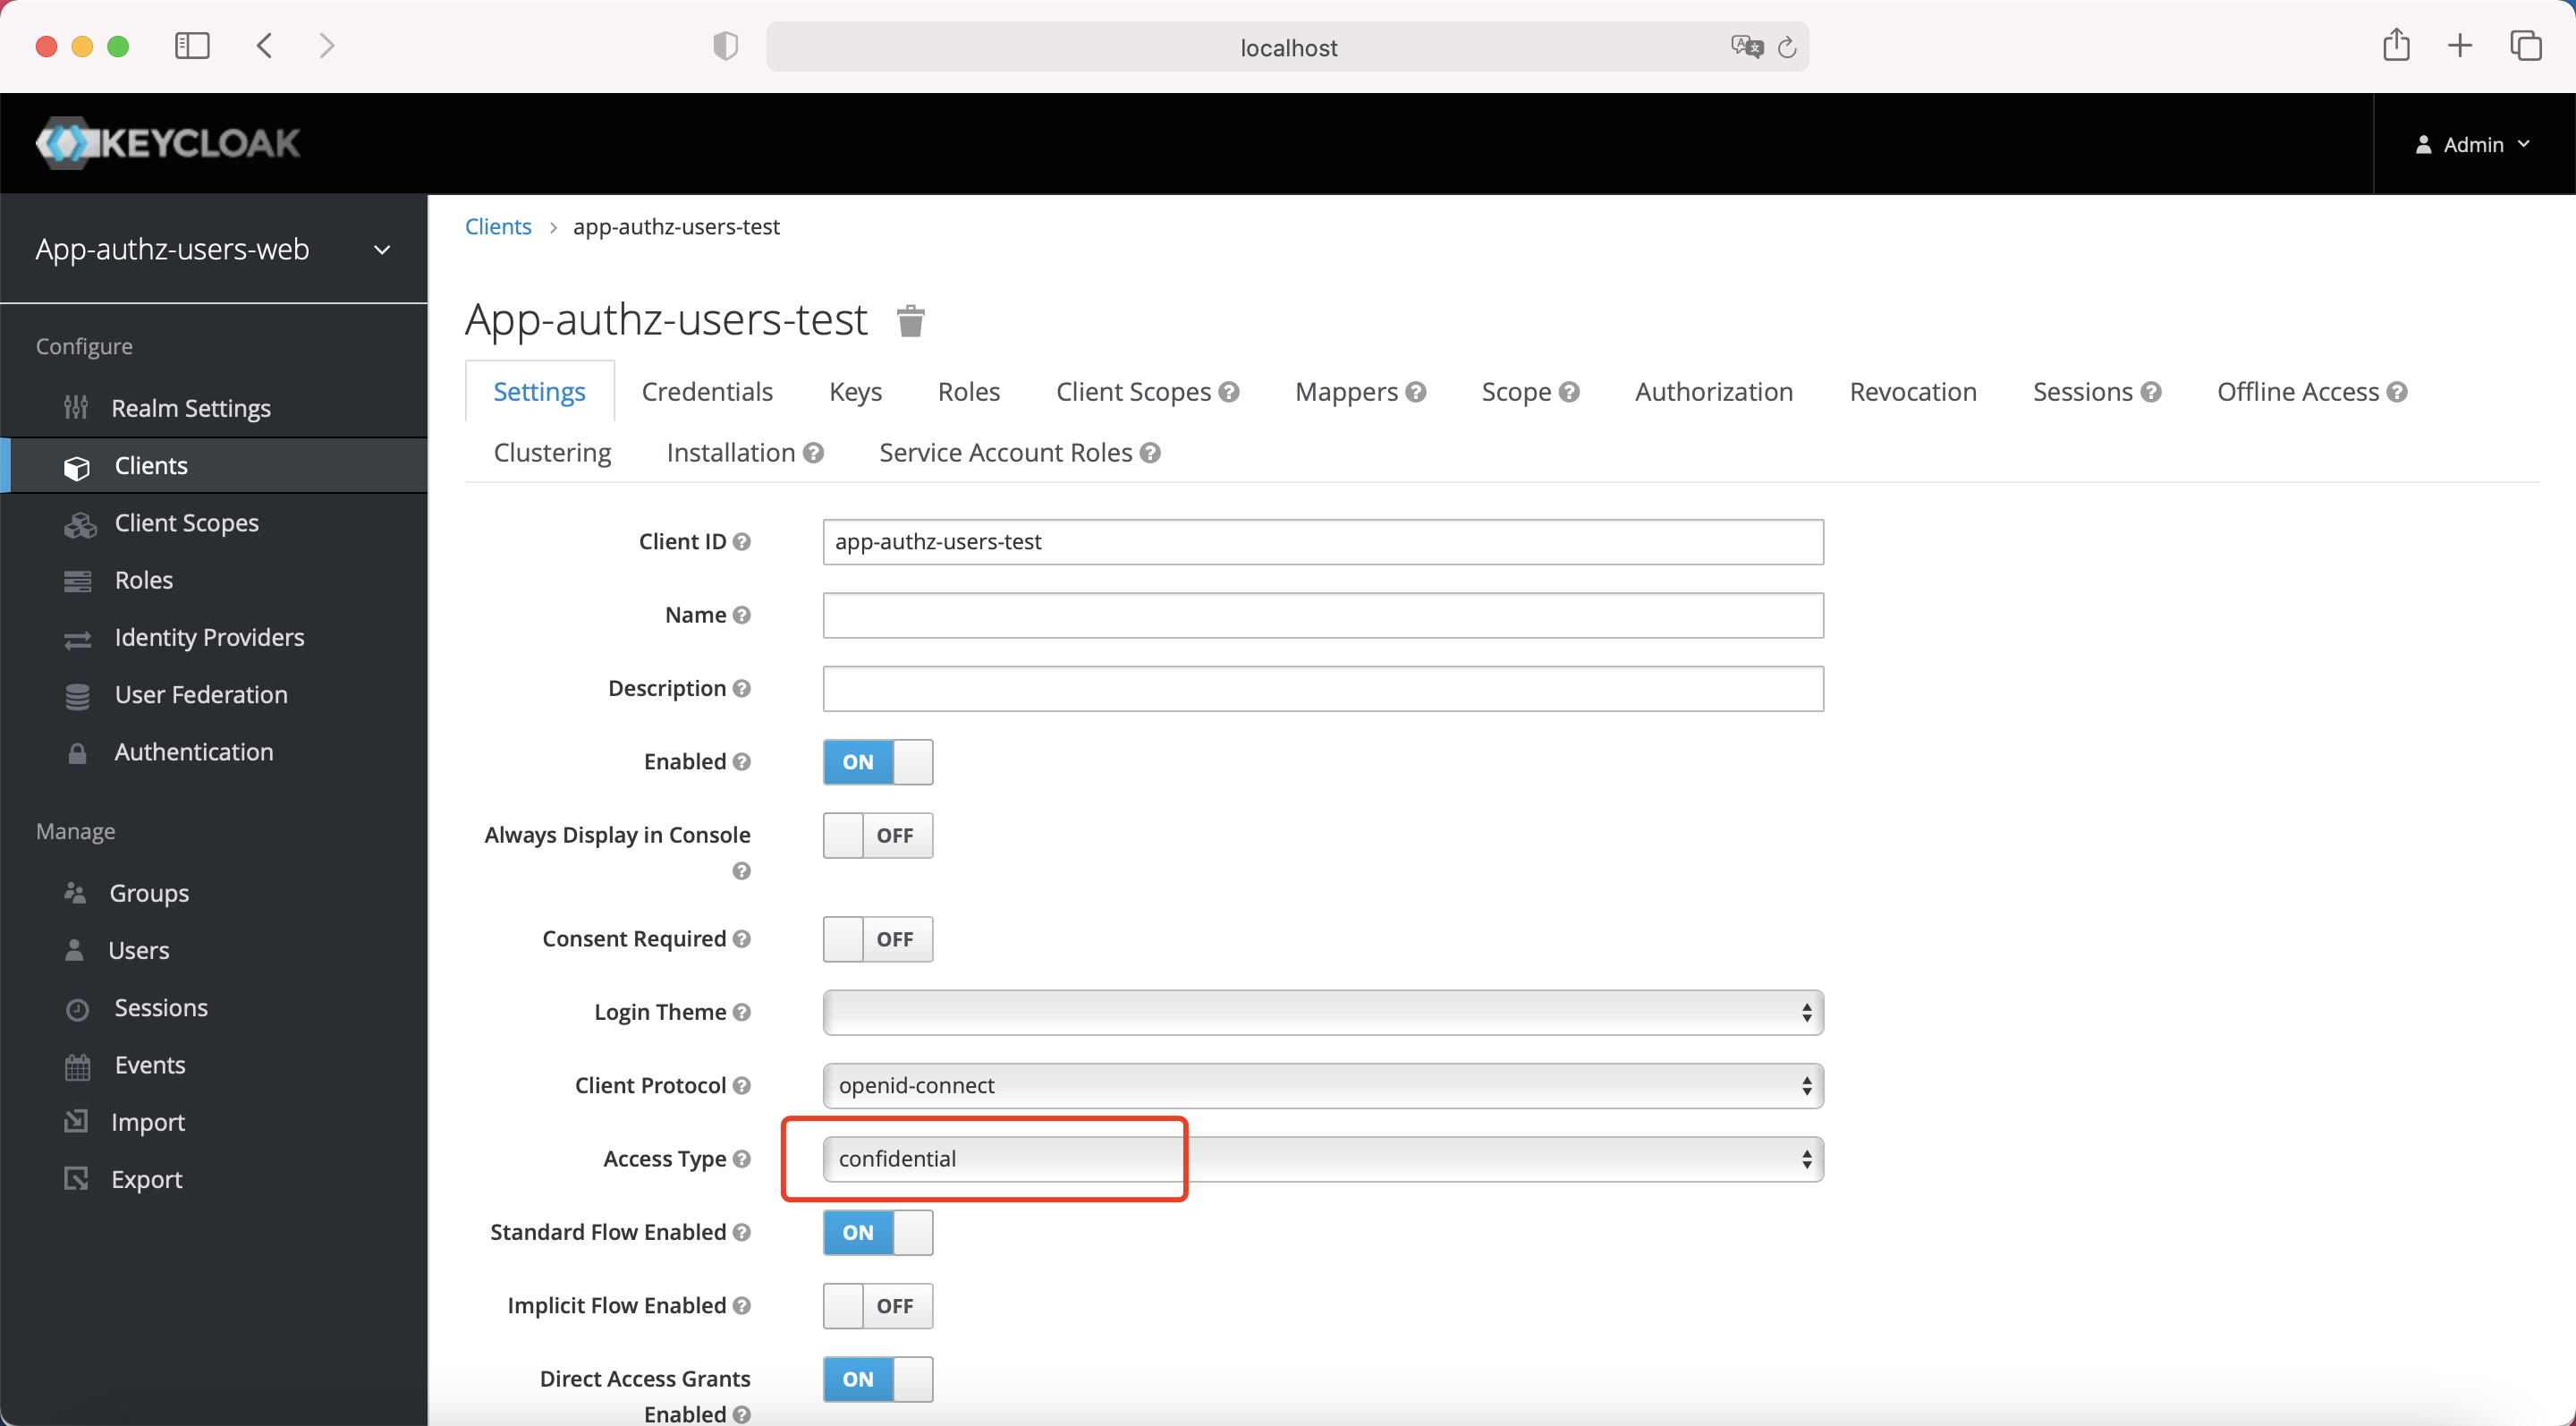 localhost
KEYCLOAK
Admin
App-authz-users-web
Configure
Realm Settings
Clients
Client Scopes
Roles
Identity Providers
User Federation
Authentication
Manage
Groups
Users
Sessions
Events
Import
Export
Clients > app-authz-users-test
App-authz-users-test
Settings Credentials Keys Roles Client Scopes Mappers Scope Authorization Revocation Sessions Offline Access
Clustering Installation Service Account Roles
Client ID app-authz-users-test
Name
Description
Enabled ON
Always Display in Console OFF
Consent Required OFF
Login Theme
Client Protocol openid-connect
Access Type confidential
Standard Flow Enabled ON
Implicit Flow Enabled OFF
Direct Access Grants ON
Enabled